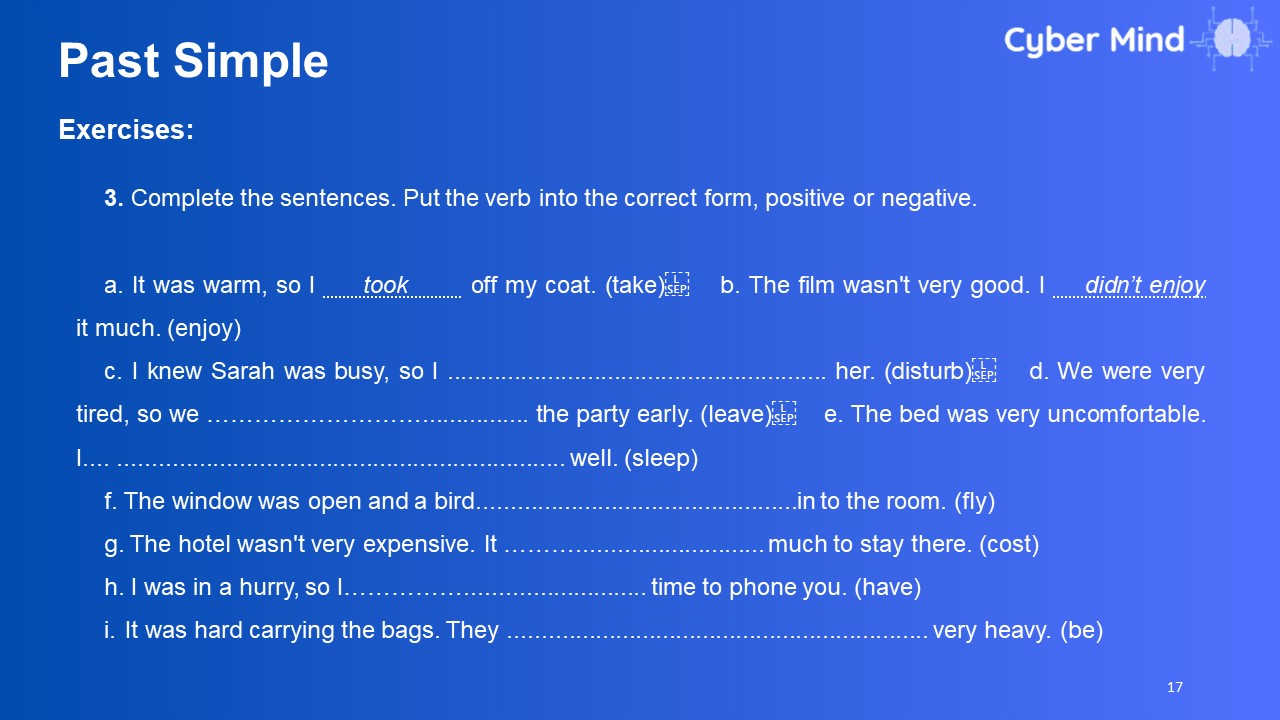 Past Simple
Cyber Mind
Exercises:
3. Complete the sentences. Put the verb into the correct form, positive or negative.
a. It was warm, so I took off my coat. (take) b. The film wasn't very good. I didn’t enjoy
it much. (enjoy)
c. I knew Sarah was busy, so I ........................................................ her. (disturb) d. We were very
tired, so we ………………………............... the party early. (leave) e. The bed was very uncomfortable.
I.... .................................................................. well. (sleep)
f. The window was open and a bird...............................................in to the room. (fly)
g. The hotel wasn't very expensive. It ………............................ much to stay there. (cost)
h. I was in a hurry, so I……………........................... time to phone you. (have)
i. It was hard carrying the bags. They .............................................................. very heavy. (be)
17